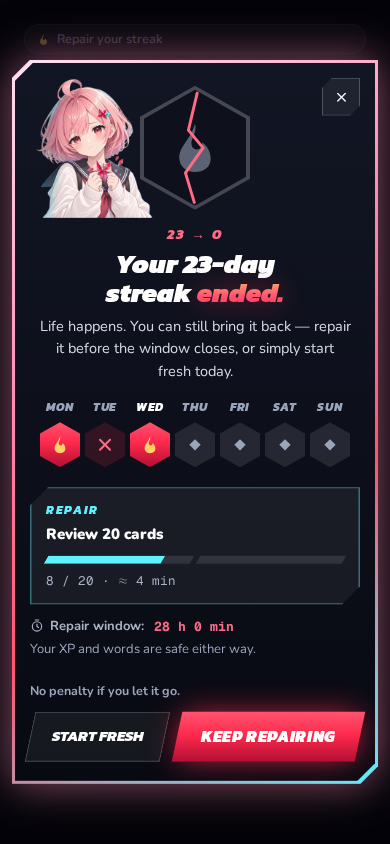 Repair your streak
23 → 0
Your 23-day
streak ended.
Life happens. You can still bring it back — repair
it before the window closes, or simply start
fresh today.
MON TUE WED THU FRI SAT SUN
REPAIR
Review 20 cards
8 / 20 · ≈ 4 min
Repair window: 28 h 0 min
Your XP and words are safe either way.
No penalty if you let it go.
START FRESH KEEP REPAIRING